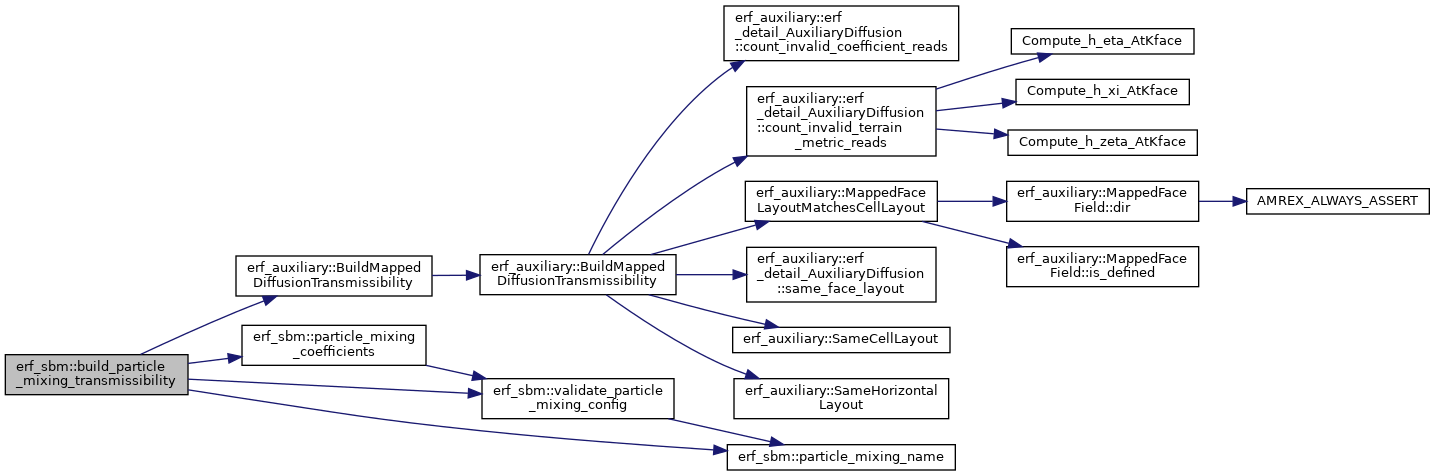 erf_sbm::build_particle
_mixing_transmissibility
erf_auxiliary::BuildMapped
DiffusionTransmissibility
erf_sbm::particle_mixing
_coefficients
erf_auxiliary::BuildMapped
DiffusionTransmissibility
erf_sbm::validate_particle
_mixing_config
erf_auxiliary::erf
_detail_AuxiliaryDiffusion
::count_invalid_coefficient_reads
erf_auxiliary::erf
_detail_AuxiliaryDiffusion
::count_invalid_terrain
_metric_reads
erf_auxiliary::MappedFace
LayoutMatchesCellLayout
erf_auxiliary::erf
_detail_AuxiliaryDiffusion
::same_face_layout
erf_auxiliary::SameCellLayout
erf_auxiliary::SameHorizontal
Layout
erf_sbm::particle_mixing_name
Compute_h_eta_AtKface
Compute_h_xi_AtKface
Compute_h_zeta_AtKface
erf_auxiliary::MappedFace
Field::dir
erf_auxiliary::MappedFace
Field::is_defined
AMREX_ALWAYS_ASSERT